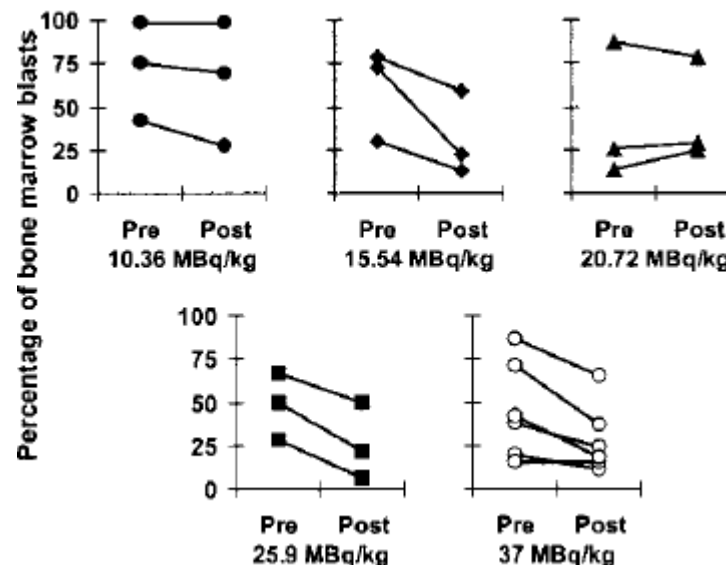 Percentage of bone marrow blasts
100
75
50
25
0
Pre Post Pre Post Pre Post
10.36 MBq/kg 15.54 MBq/kg 20.72 MBq/kg
100
75
50
25
0
Pre Post Pre Post
25.9 MBq/kg 37 MBq/kg